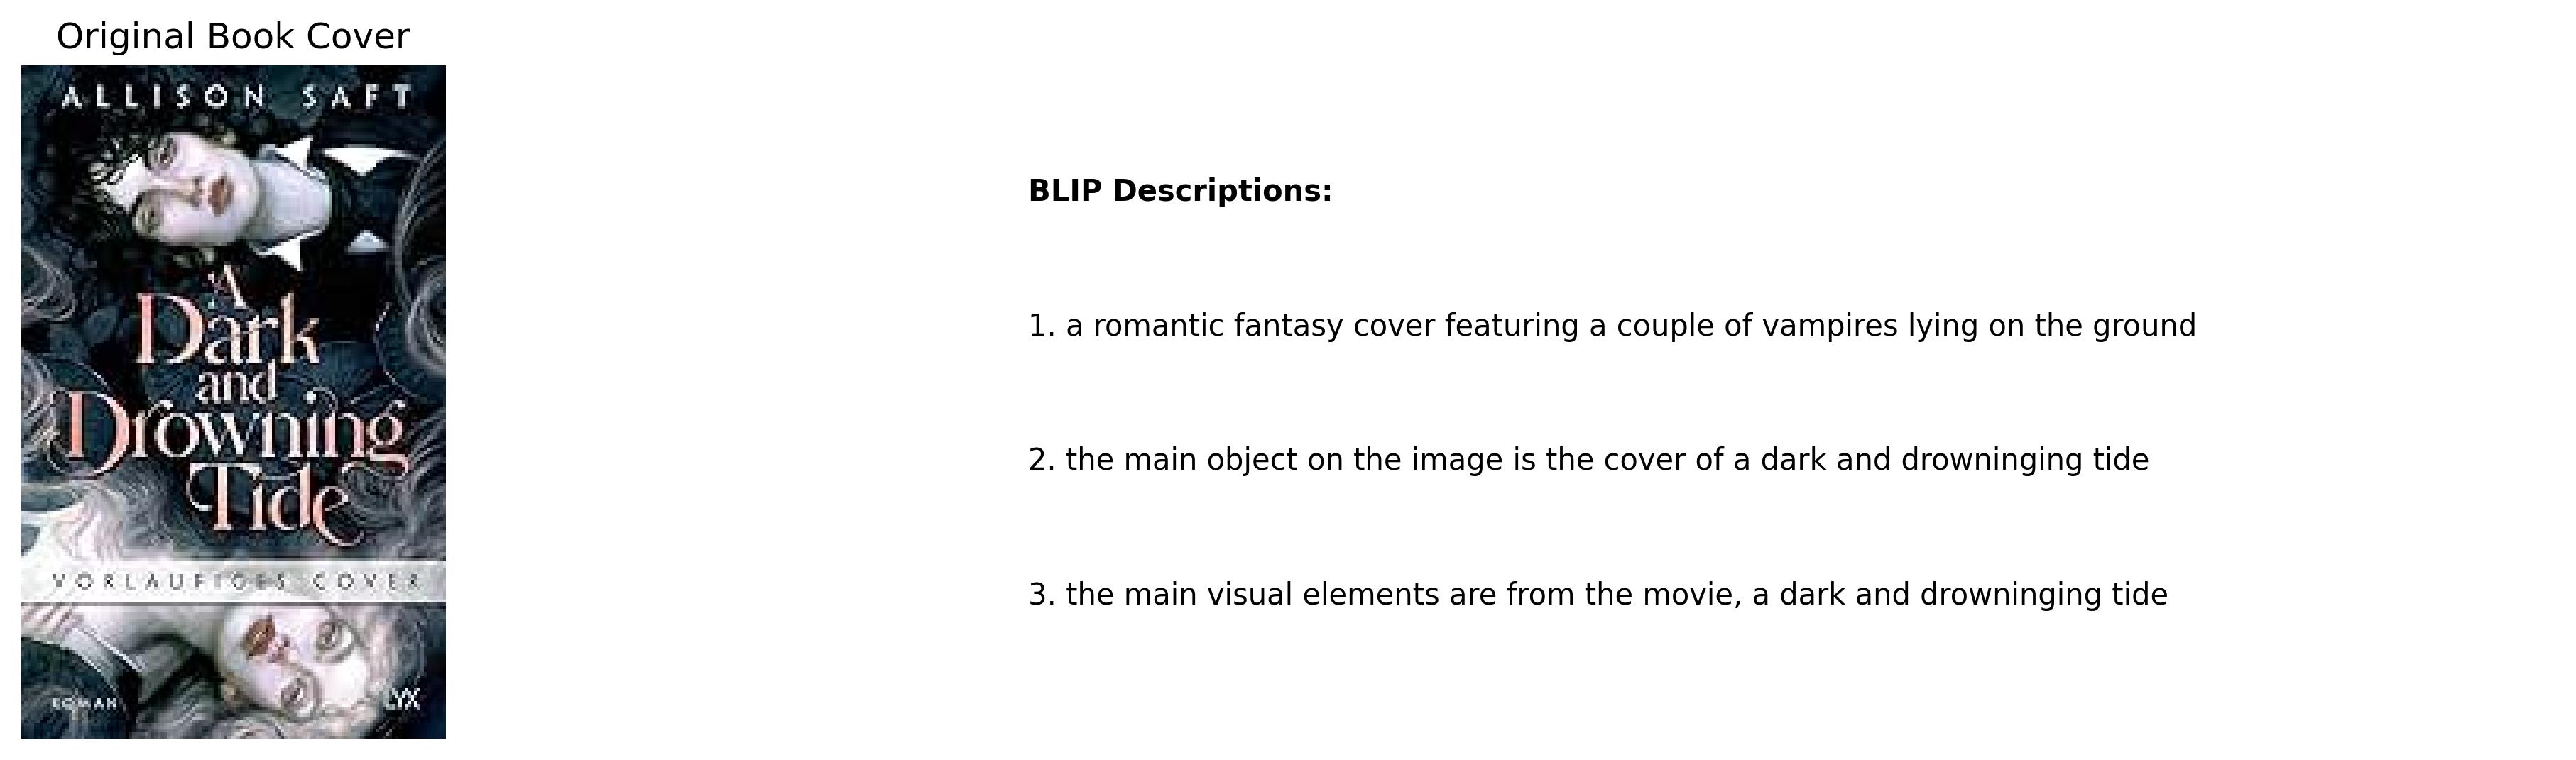 Original Book Cover
ALLISON SAFT
A
Dark
and
Drowning
Tide
VORLÄUFIGES COVER
ROMAN
LYX
BLIP Descriptions:
1. a romantic fantasy cover featuring a couple of vampires lying on the ground
2. the main object on the image is the cover of a dark and drowninging tide
3. the main visual elements are from the movie, a dark and drowninging tide